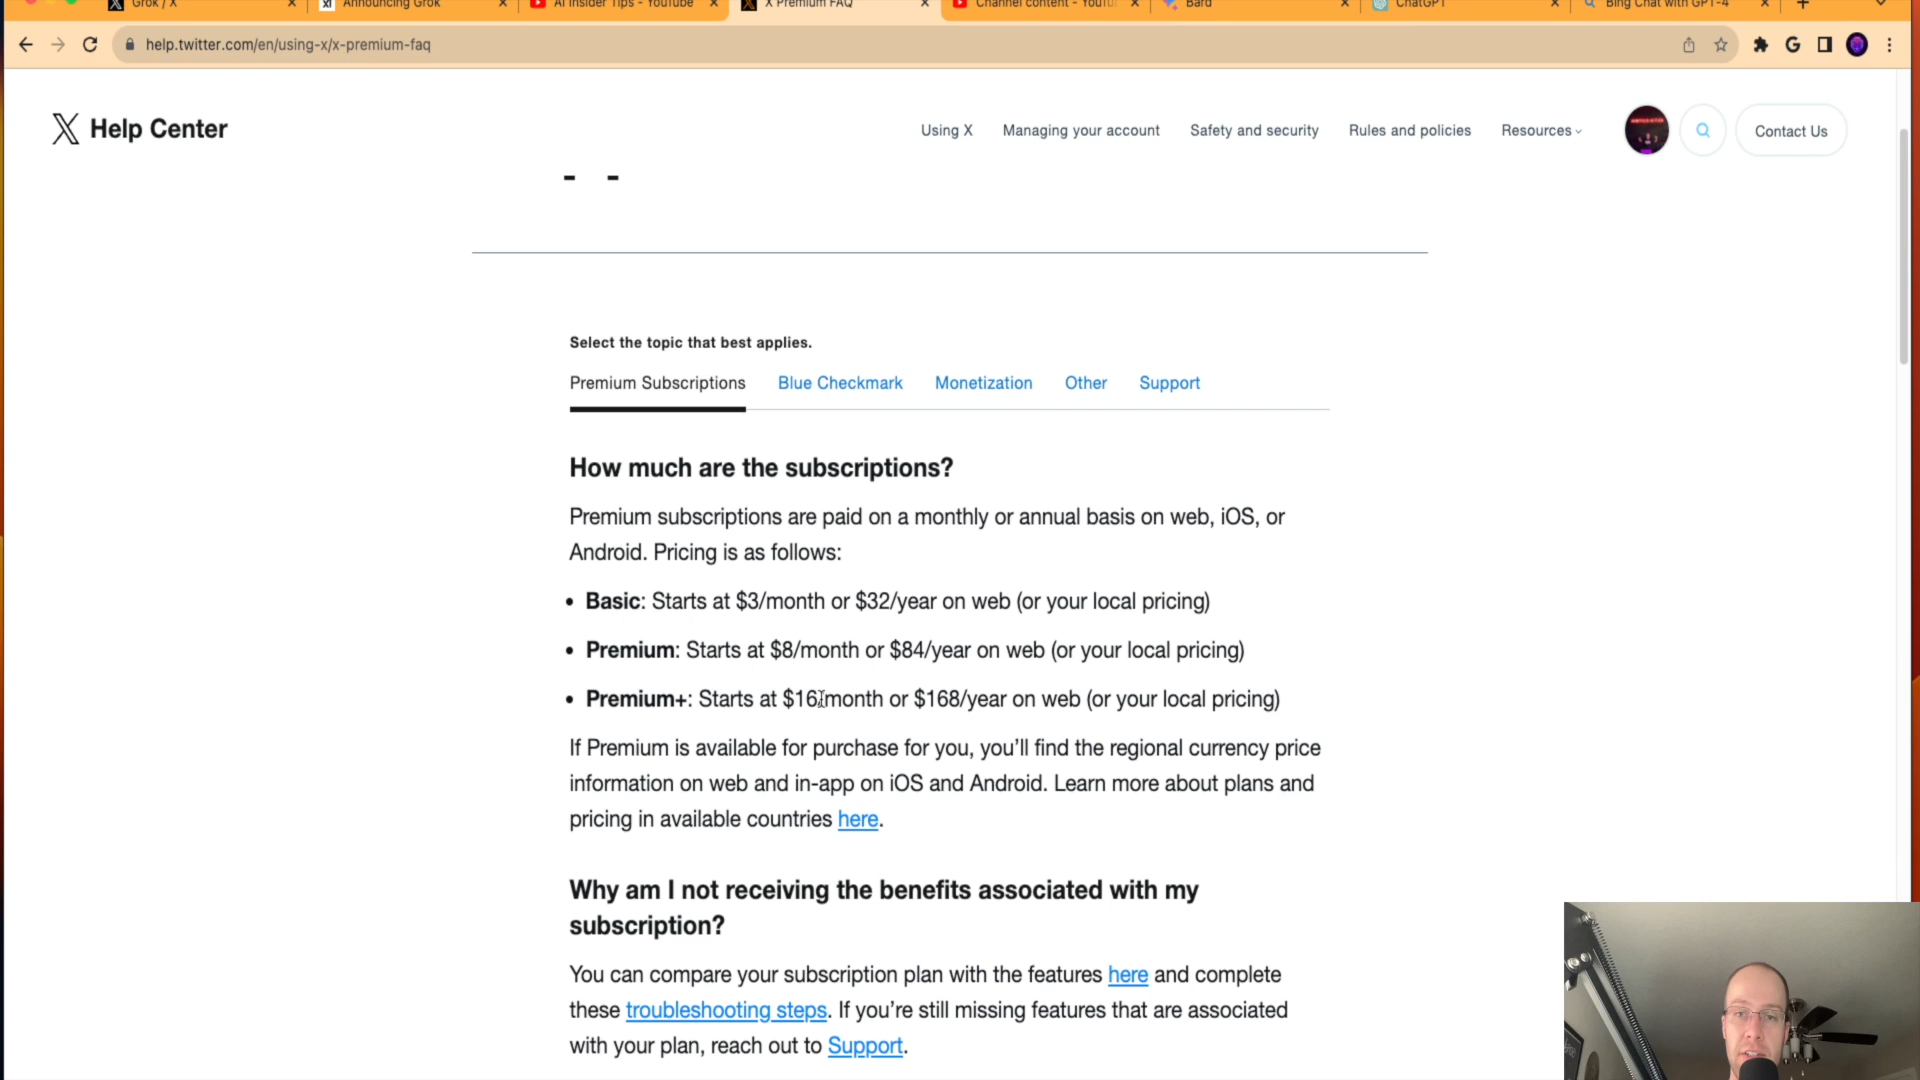 Grok / X
Announcing Grok
AI Insider Tips - YouTube
X Premium FAQ
Channel content - YouTu
Bard
ChatGPT
Bing Chat with GPT-4
help.twitter.com/en/using-x/x-premium-faq
Help Center
Using X
Managing your account
Safety and security
Rules and policies
Resources
Contact Us
Select the topic that best applies.
Premium Subscriptions
Blue Checkmark
Monetization
Other
Support
How much are the subscriptions?
Premium subscriptions are paid on a monthly or annual basis on web, iOS, or
Android. Pricing is as follows:
• Basic: Starts at $3/month or $32/year on web (or your local pricing)
• Premium: Starts at $8/month or $84/year on web (or your local pricing)
• Premium+: Starts at $16/month or $168/year on web (or your local pricing)
If Premium is available for purchase for you, you’ll find the regional currency price
information on web and in-app on iOS and Android. Learn more about plans and
pricing in available countries here.
Why am I not receiving the benefits associated with my
subscription?
You can compare your subscription plan with the features here and complete
these troubleshooting steps. If you’re still missing features that are associated
with your plan, reach out to Support.